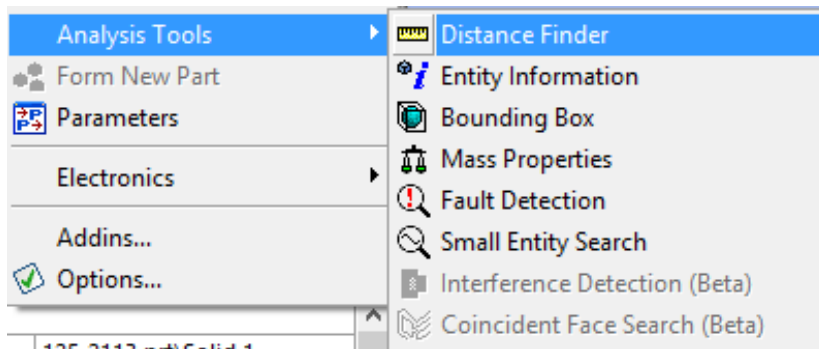 Analysis Tools
Form New Part
Parameters
Electronics
Addins...
Options...
Distance Finder
Entity Information
Bounding Box
Mass Properties
Fault Detection
Small Entity Search
Interference Detection (Beta)
Coincident Face Search (Beta)